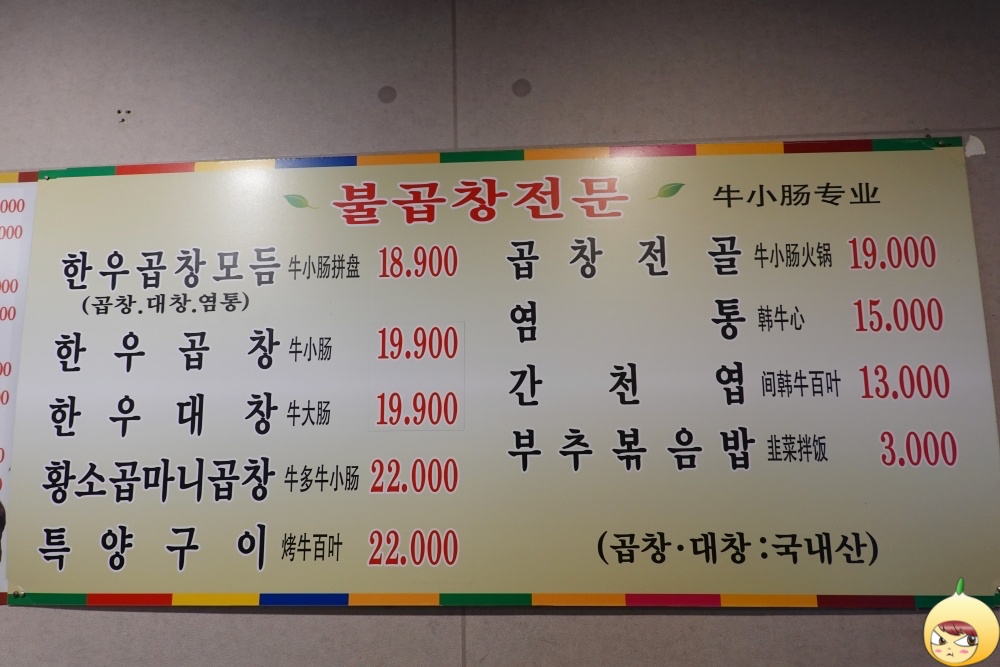 불곱창전문 牛小肠专业
한우곱창모듬 牛小肠拼盘 18.900
(곱창.대창.염통)
한우곱창 牛小肠 19.900
한우대창 牛大肠 19.900
황소곱마니곱창 牛多牛小肠 22.000
특양구이 烤牛百叶 22.000
곱창전골 牛小肠火锅 19.000
염통 韩牛心 15.000
간천엽 间韩牛百叶 13.000
부추볶음밥 韭菜拌饭 3.000
(곱창·대창:국내산)